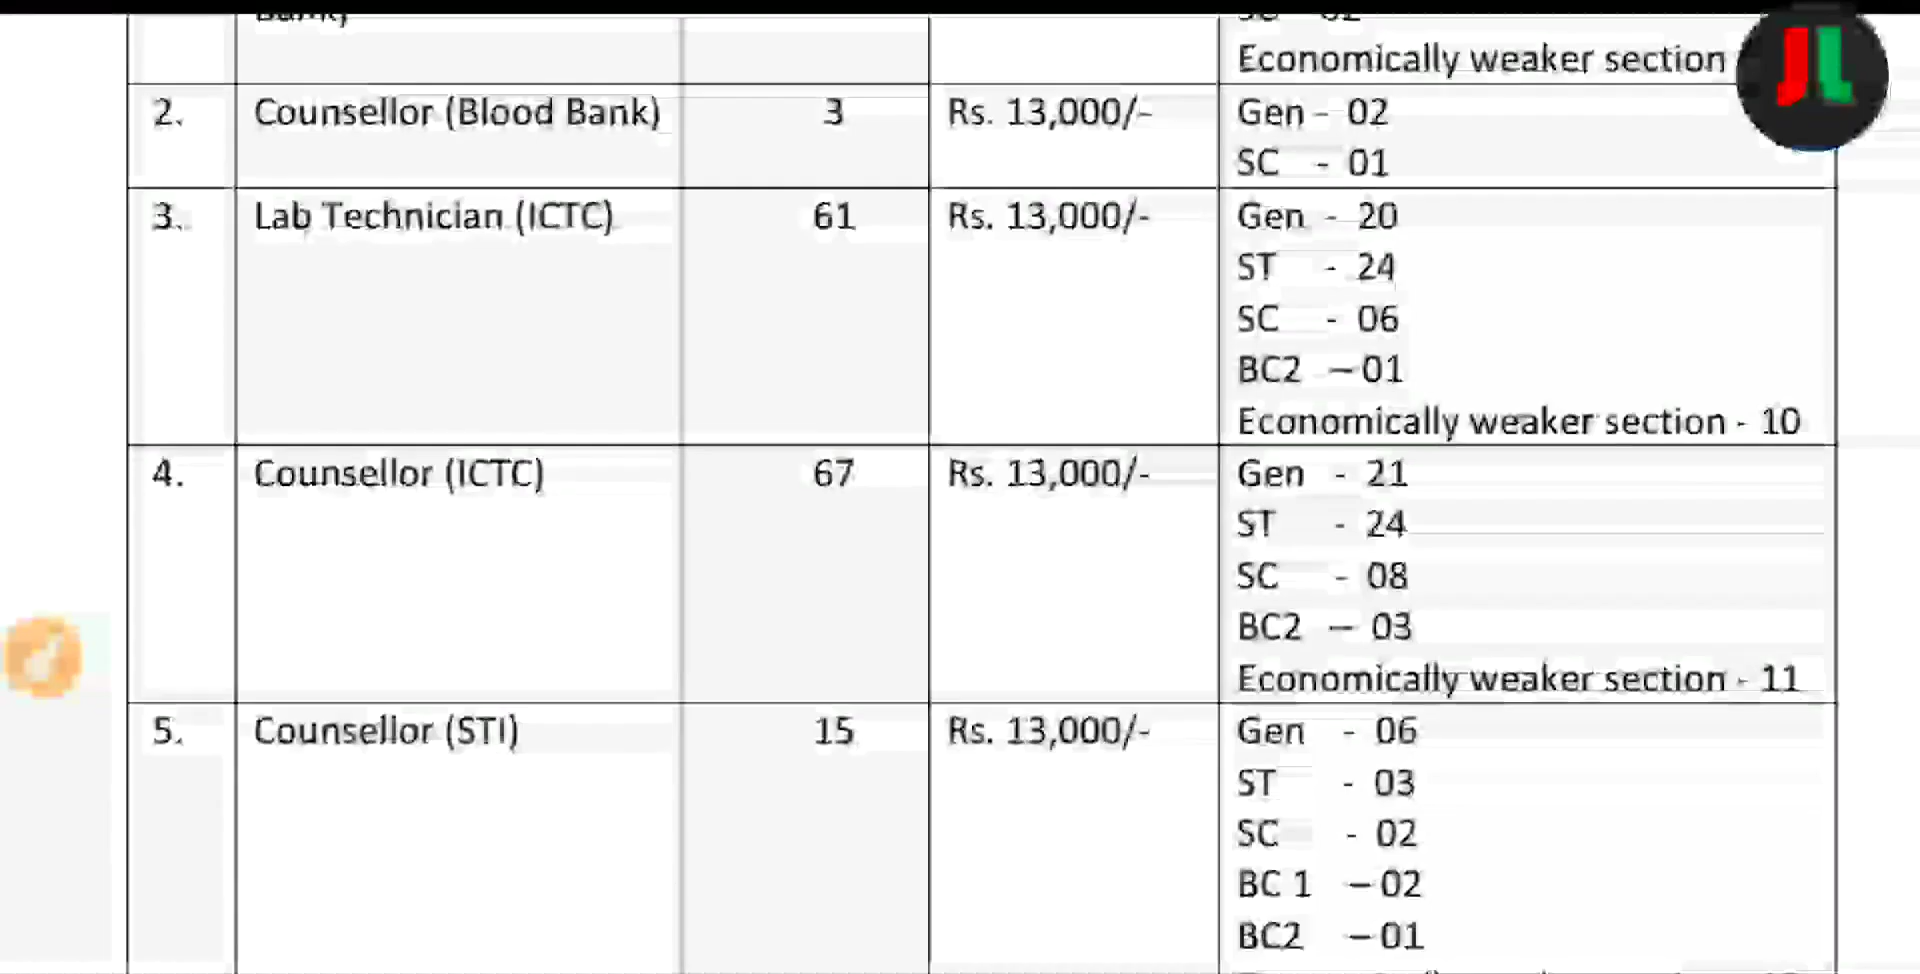 Economically weaker section
2. Counsellor (Blood Bank) 3 Rs. 13,000/- Gen - 02
SC - 01
3. Lab Technician (ICTC) 61 Rs. 13,000/- Gen - 20
ST - 24
SC - 06
BC2 – 01
Economically weaker section - 10
4. Counsellor (ICTC) 67 Rs. 13,000/- Gen - 21
ST - 24
SC - 08
BC2 – 03
Economically weaker section - 11
5. Counsellor (STI) 15 Rs. 13,000/- Gen - 06
ST - 03
SC - 02
BC 1 – 02
BC2 – 01